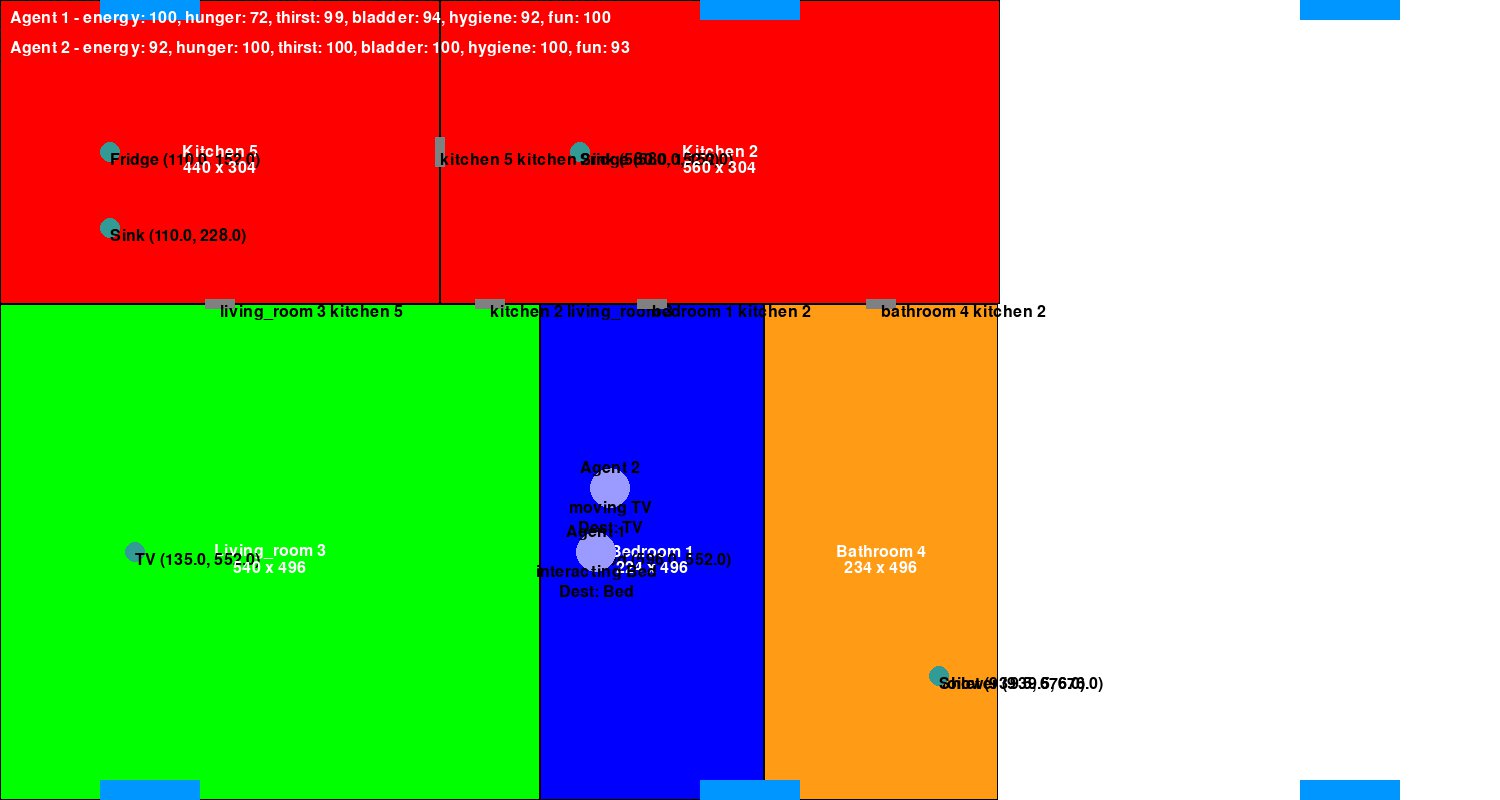 Agent 1 - energy: 100, hunger: 72, thirst: 99, bladder: 94, hygiene: 92, fun: 100
Agent 2 - energy: 92, hunger: 100, thirst: 100, bladder: 100, hygiene: 100, fun: 93
Kitchen 5
440 x 304
Fridge (110.0, 152.0)
kitchen 5 kitchen 2
Kitchen 2
560 x 304
Sink (110.0, 228.0)
living_room 3 kitchen 5
kitchen 2 living_room 3
bedroom 1 kitchen 2
bathroom 4 kitchen 2
Agent 2
moving TV
Dest: TV
Agent 1
interacting Bed
Dest: Bed
Living_room 3
540 x 496
TV (135.0, 552.0)
Bedroom 1
224 x 496
Bathroom 4
234 x 496